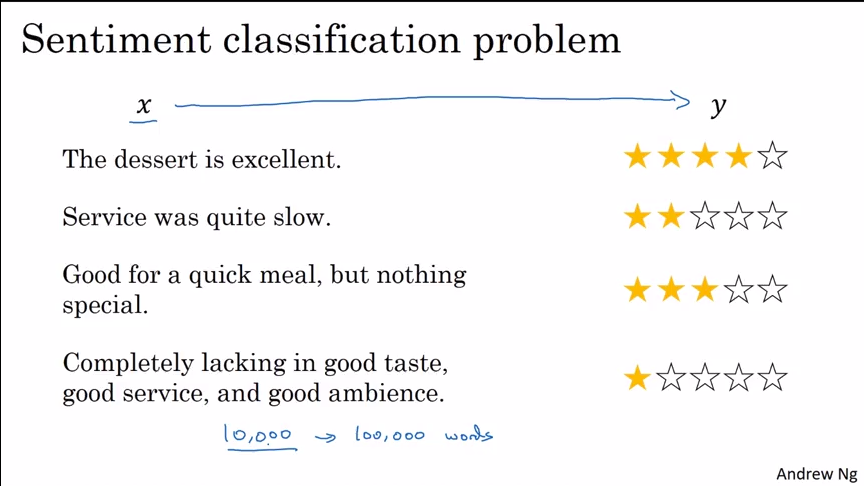 Sentiment classification problem
x → y
The dessert is excellent. ★★★★☆
Service was quite slow. ★★☆☆☆
Good for a quick meal, but nothing ★★★☆☆
special.
Completely lacking in good taste, ★☆☆☆☆
good service, and good ambience.
10,000 → 100,000 words
Andrew Ng